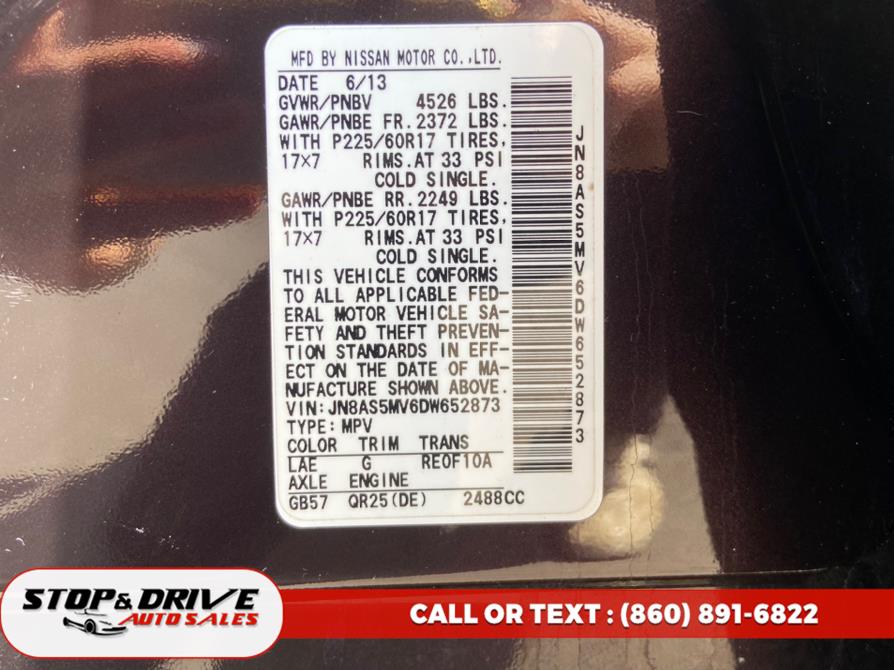 MFD BY NISSAN MOTOR CO.,LTD.
DATE 6/13
GVWR/PNBV 4526 LBS.
GAWR/PNBE FR. 2372 LBS.
WITH P225/60R17 TIRES,
17×7 RIMS.AT 33 PSI
COLD SINGLE.
GAWR/PNBE RR. 2249 LBS.
WITH P225/60R17 TIRES,
17×7 RIMS.AT 33 PSI
COLD SINGLE.
THIS VEHICLE CONFORMS
TO ALL APPLICABLE FED-
ERAL MOTOR VEHICLE SA-
FETY AND THEFT PREVEN-
TION STANDARDS IN EFF-
ECT ON THE DATE OF MA-
NUFACTURE SHOWN ABOVE.
VIN:JN8AS5MV6DW652873
TYPE:MPV
COLOR TRIM TRANS
LAE G RE0F10A
AXLE ENGINE
GB57 QR25(DE) 2488CC
JN8AS5MV6DW652873
STOP & DRIVE
AUTO SALES
CALL OR TEXT : (860) 891-6822